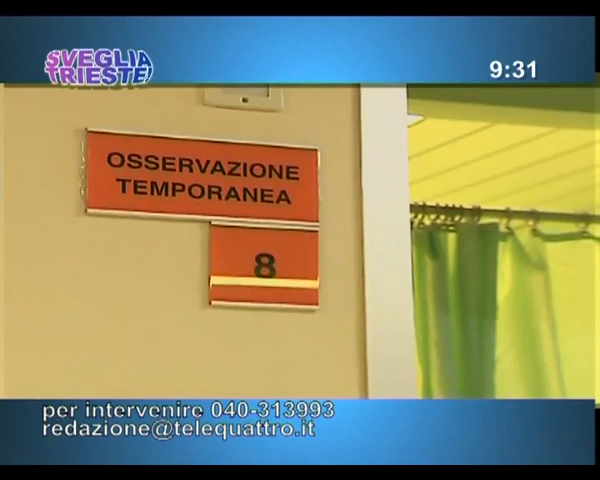 SVEGLIA
TRIESTE!
9:31
OSSERVAZIONE
TEMPORANEA
8
per intervenire 040-313993
redazione@telequattro.it